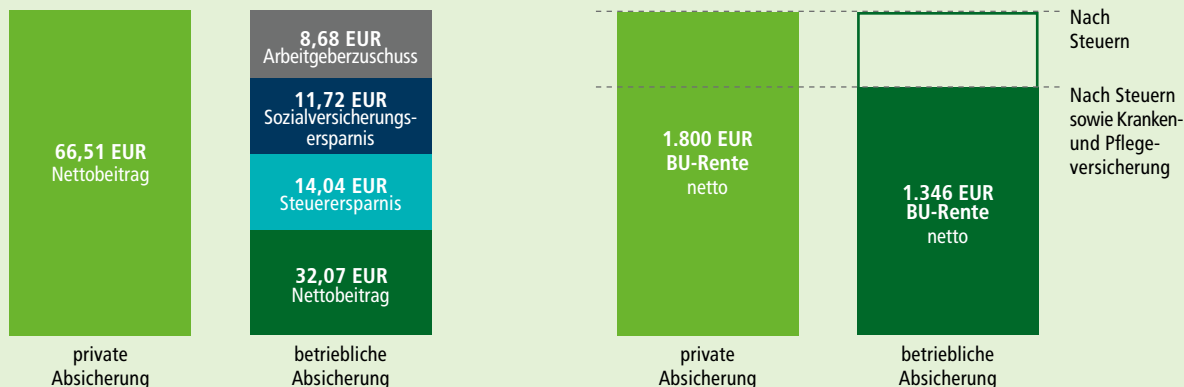 66,51 EUR
Nettobeitrag
private
Absicherung
8,68 EUR
Arbeitgeberzuschuss
11,72 EUR
Sozialversicherungs-
ersparnis
14,04 EUR
Steuerersparnis
32,07 EUR
Nettobeitrag
betriebliche
Absicherung
1.800 EUR
BU-Rente
netto
private
Absicherung
1.346 EUR
BU-Rente
netto
betriebliche
Absicherung
Nach
Steuern
Nach Steuern
sowie Kranken-
und Pflege-
versicherung